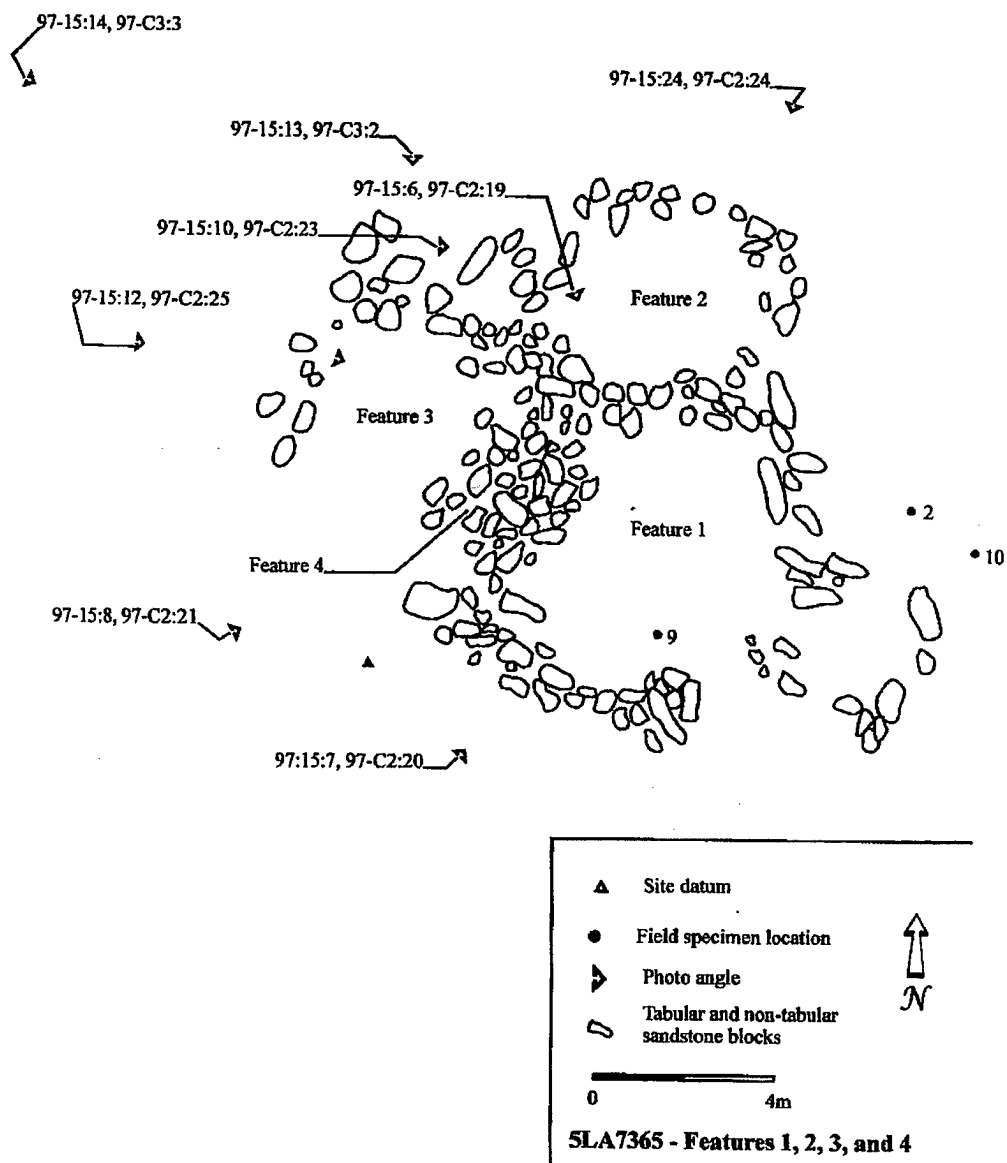 97-15:14, 97-C3:3
97-15:24, 97-C2:24
97-15:13, 97-C3:2
97-15:6, 97-C2:19
97-15:10, 97-C2:23
97-15:12, 97-C2:25
Feature 2
Feature 3
2
Feature 1
10
Feature 4
97-15:8, 97-C2:21
9
97:15:7, 97-C2:20
Site datum
Field specimen location
Photo angle
Tabular and non-tabular
sandstone blocks
N
0 4m
5LA7365 - Features 1, 2, 3, and 4